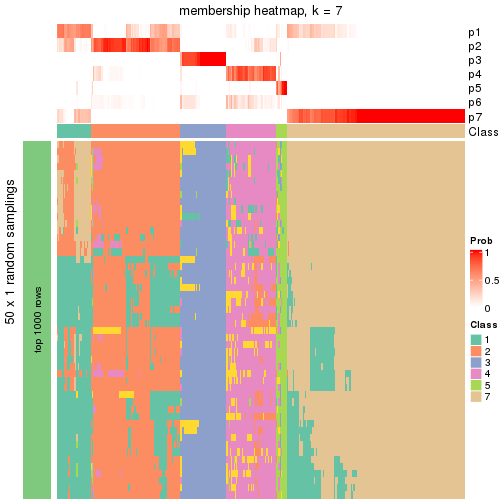 membership heatmap, k = 7
p1
p2
p3
p4
p5
p6
p7
Class
50 x 1 random samplings
top 1000 rows
Prob
1
0.5
0
Class
1
2
3
4
5
7